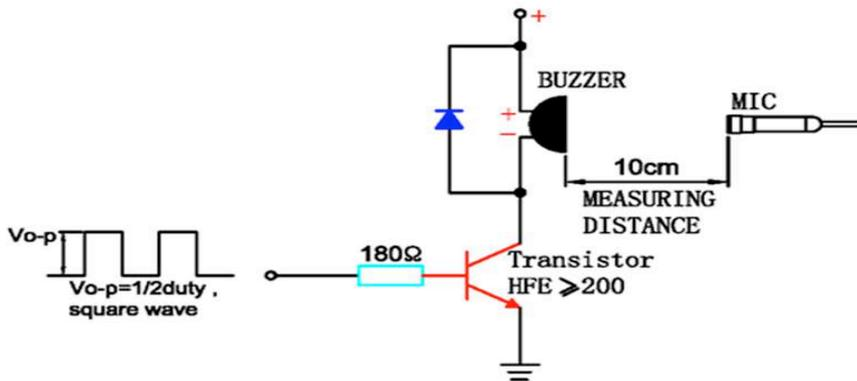 +
BUZZER
+
−
MIC
10cm
MEASURING
DISTANCE
Vo-p
180Ω
Transistor
HFE ≥200
Vo-p=1/2duty ,
square wave